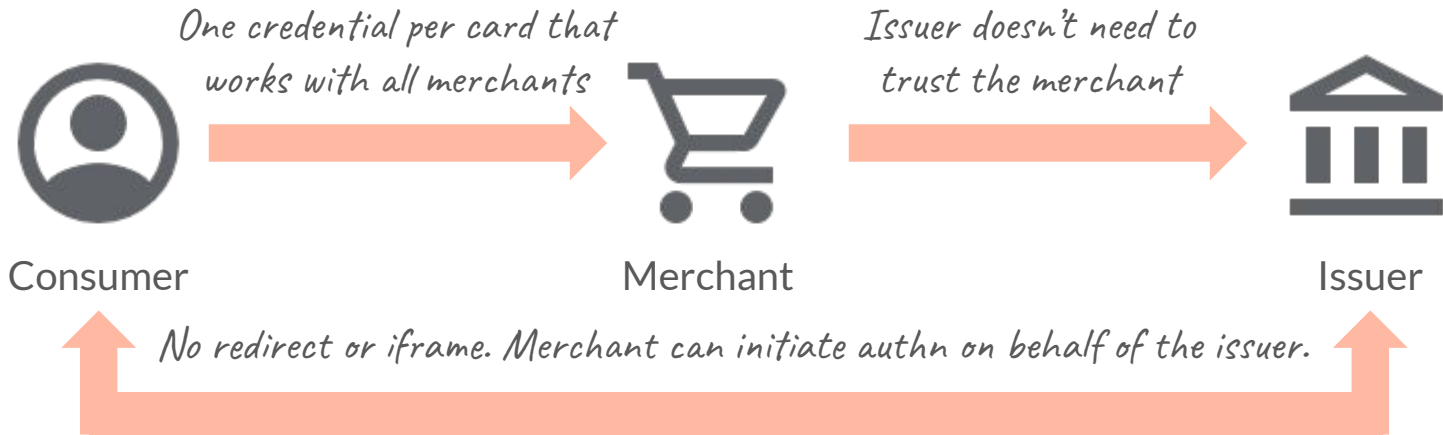 One credential per card that
works with all merchants
Issuer doesn't need to
trust the merchant
Consumer
Merchant
Issuer
No redirect or iframe. Merchant can initiate authn on behalf of the issuer.